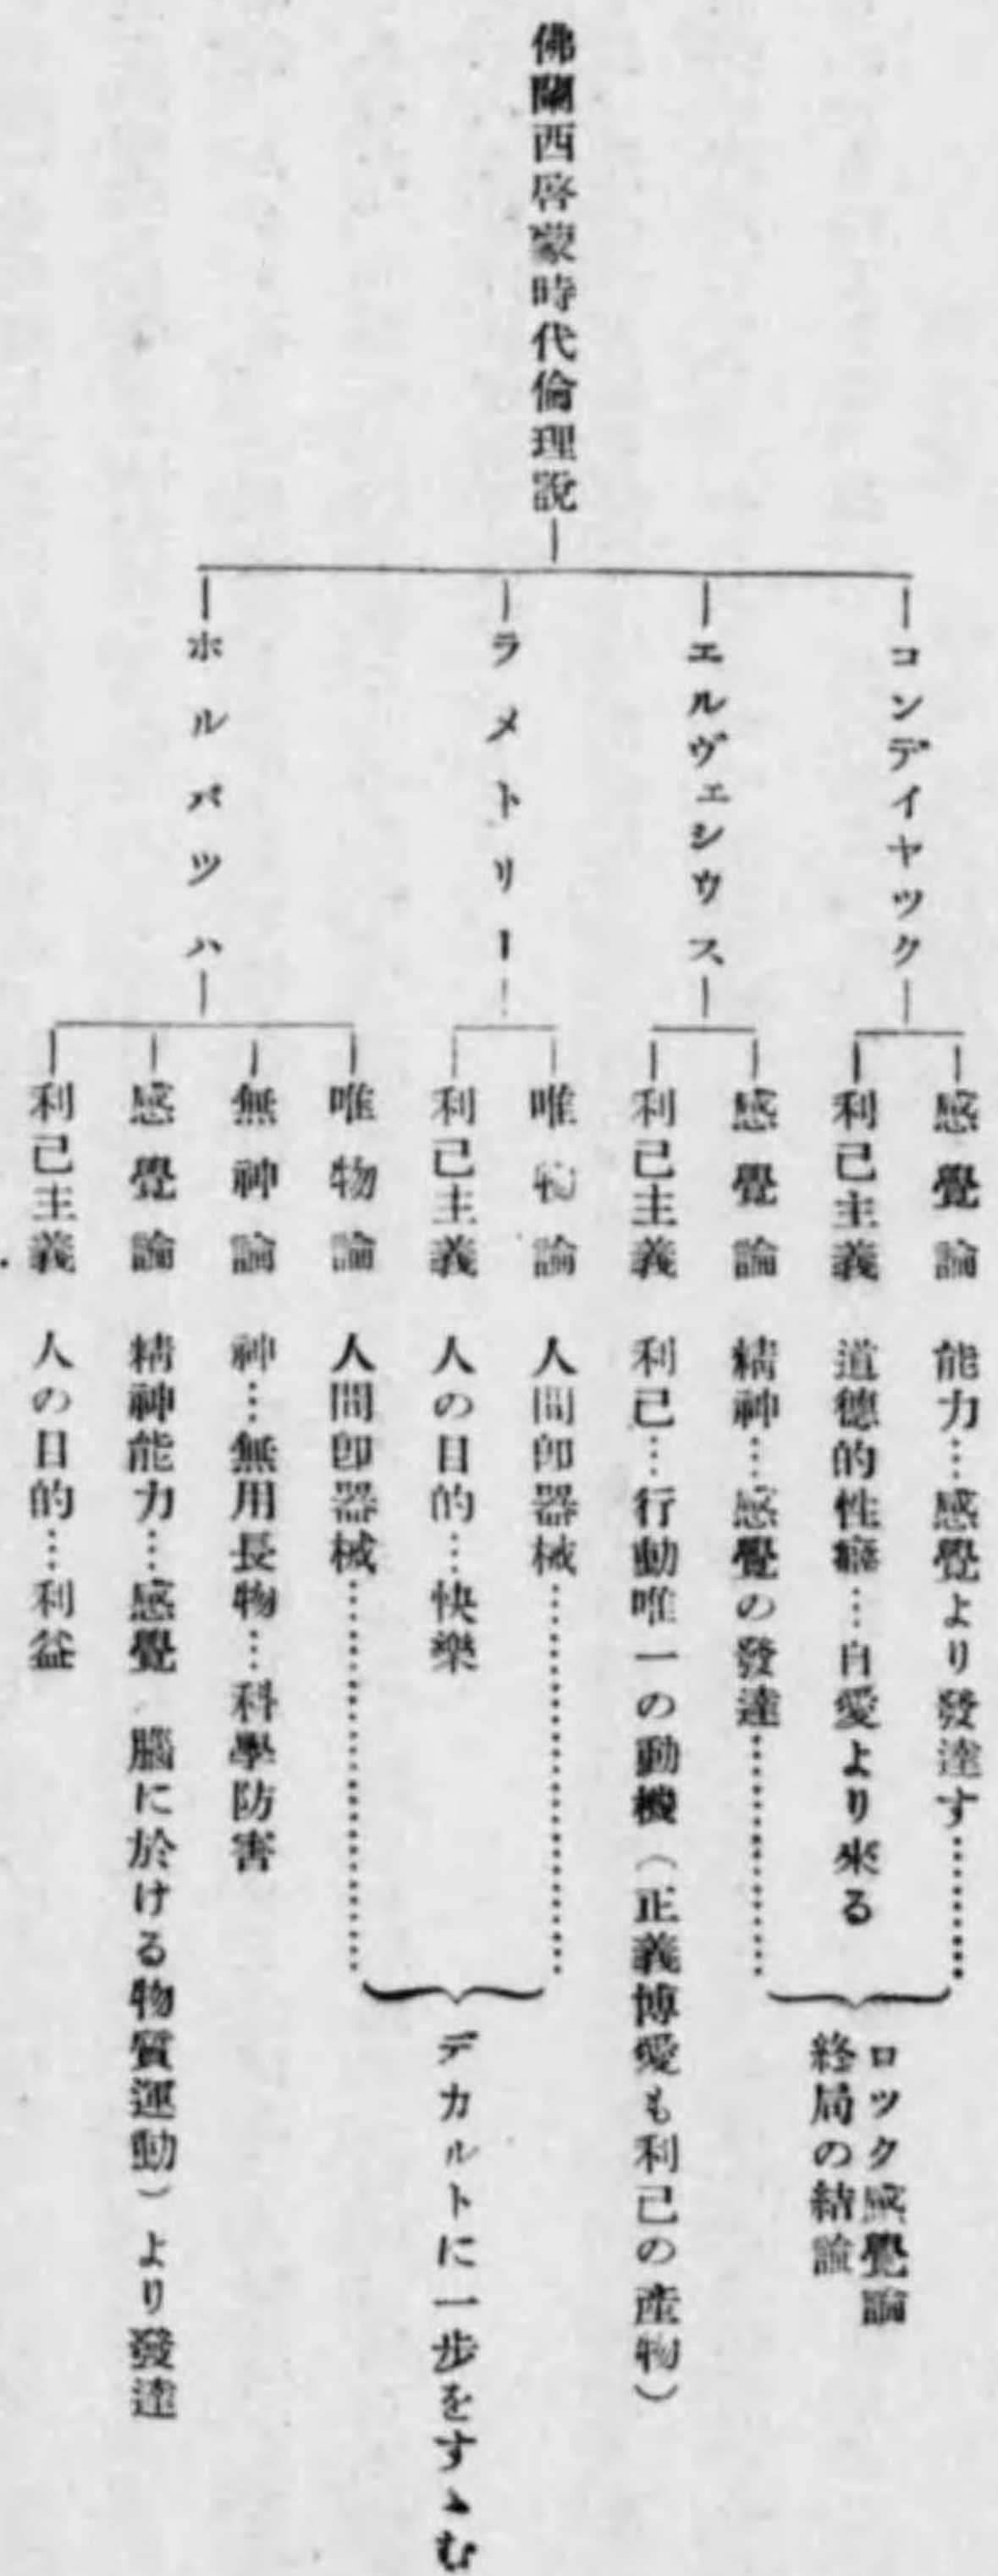 佛蘭西啓蒙時代倫理說
コンデイヤツク
感覺論 能力…感覺より發達す…………
利己主義 道德的性癖…自愛より來る
ロツク感覺論
終局の結論
エルヴェシウス
感覺論 精神…感覺の發達…………
利己主義 利己…行動唯一の動機(正義博愛も利己の產物)
ラメトリー
唯物論 人間卽器械…………
利己主義 人の目的…快樂
デカルトに一步をすゝむ
ホルバツハ
唯物論 人間卽器械…………
無神論 神…無用長物…科學防害
感覺論 精神能力…感覺 腦に於ける物質運動)より發達
利己主義 人の目的…利益